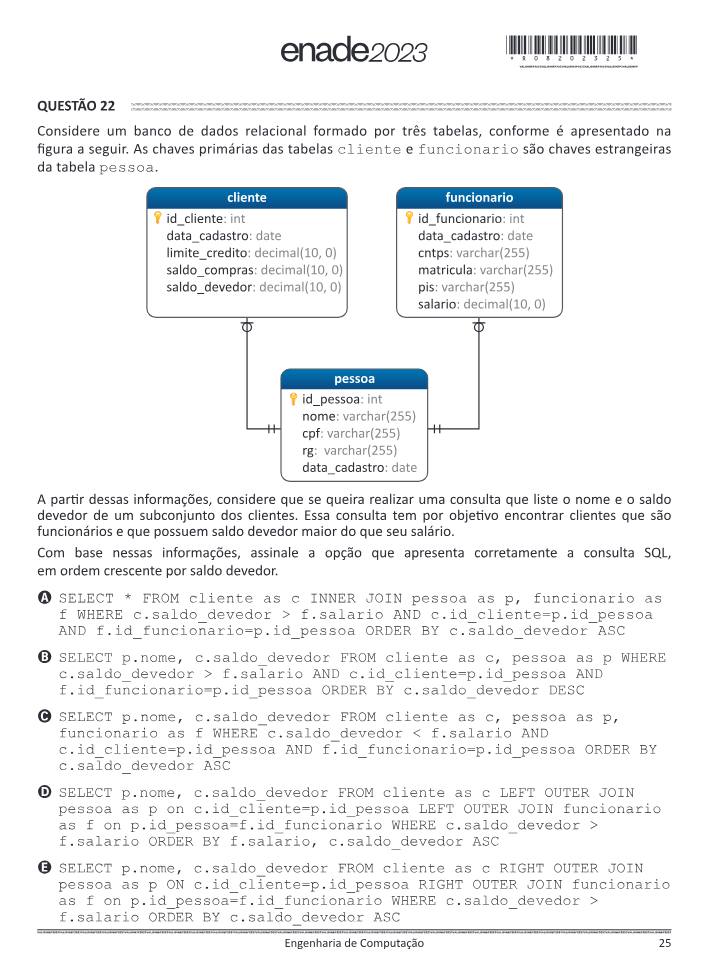 enade2023
*R0820232 5*
QUESTÃO 22
Considere um banco de dados relacional formado por três tabelas, conforme é apresentado na
figura a seguir. As chaves primárias das tabelas cliente e funcionario são chaves estrangeiras
da tabela pessoa.
cliente
id_cliente: int
data_cadastro: date
limite_credito: decimal(10, 0)
saldo_compras: decimal(10, 0)
saldo_devedor: decimal(10, 0)
funcionario
id_funcionario: int
data_cadastro: date
cntps: varchar(255)
matricula: varchar(255)
pis: varchar(255)
salario: decimal(10, 0)
pessoa
id_pessoa: int
nome: varchar(255)
cpf: varchar(255)
rg: varchar(255)
data_cadastro: date
A partir dessas informações, considere que se queira realizar uma consulta que liste o nome e o saldo
devedor de um subconjunto dos clientes. Essa consulta tem por objetivo encontrar clientes que são
funcionários e que possuem saldo devedor maior do que seu salário.
Com base nessas informações, assinale a opção que apresenta corretamente a consulta SQL,
em ordem crescente por saldo devedor.
A SELECT * FROM cliente as c INNER JOIN pessoa as p, funcionario as
f WHERE c.saldo_devedor > f.salario AND c.id_cliente=p.id_pessoa
AND f.id_funcionario=p.id_pessoa ORDER BY c.saldo_devedor ASC
B SELECT p.nome, c.saldo_devedor FROM cliente as c, pessoa as p WHERE
c.saldo_devedor > f.salario AND c.id_cliente=p.id_pessoa AND
f.id_funcionario=p.id_pessoa ORDER BY c.saldo_devedor DESC
C SELECT p.nome, c.saldo_devedor FROM cliente as c, pessoa as p,
funcionario as f WHERE c.saldo_devedor < f.salario AND
c.id_cliente=p.id_pessoa AND f.id_funcionario=p.id_pessoa ORDER BY
c.saldo_devedor ASC
D SELECT p.nome, c.saldo_devedor FROM cliente as c LEFT OUTER JOIN
pessoa as p on c.id_cliente=p.id_pessoa LEFT OUTER JOIN funcionario
as f on p.id_pessoa=f.id_funcionario WHERE c.saldo_devedor >
f.salario ORDER BY f.salario, c.saldo_devedor ASC
E SELECT p.nome, c.saldo_devedor FROM cliente as c RIGHT OUTER JOIN
pessoa as p ON c.id_cliente=p.id_pessoa RIGHT OUTER JOIN funcionario
as f on p.id_pessoa=f.id_funcionario WHERE c.saldo_devedor >
f.salario ORDER BY c.saldo_devedor ASC
Engenharia de Computação
25